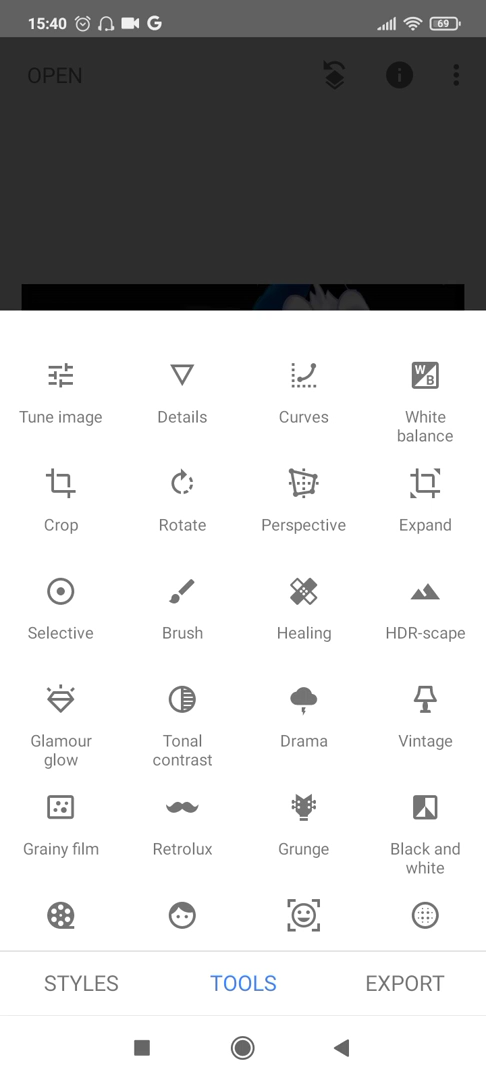 15:40
69
OPEN
Tune image
Details
Curves
White
balance
Crop
Rotate
Perspective
Expand
Selective
Brush
Healing
HDR-scape
Glamour
glow
Tonal
contrast
Drama
Vintage
Grainy film
Retrolux
Grunge
Black and
white
STYLES
TOOLS
EXPORT